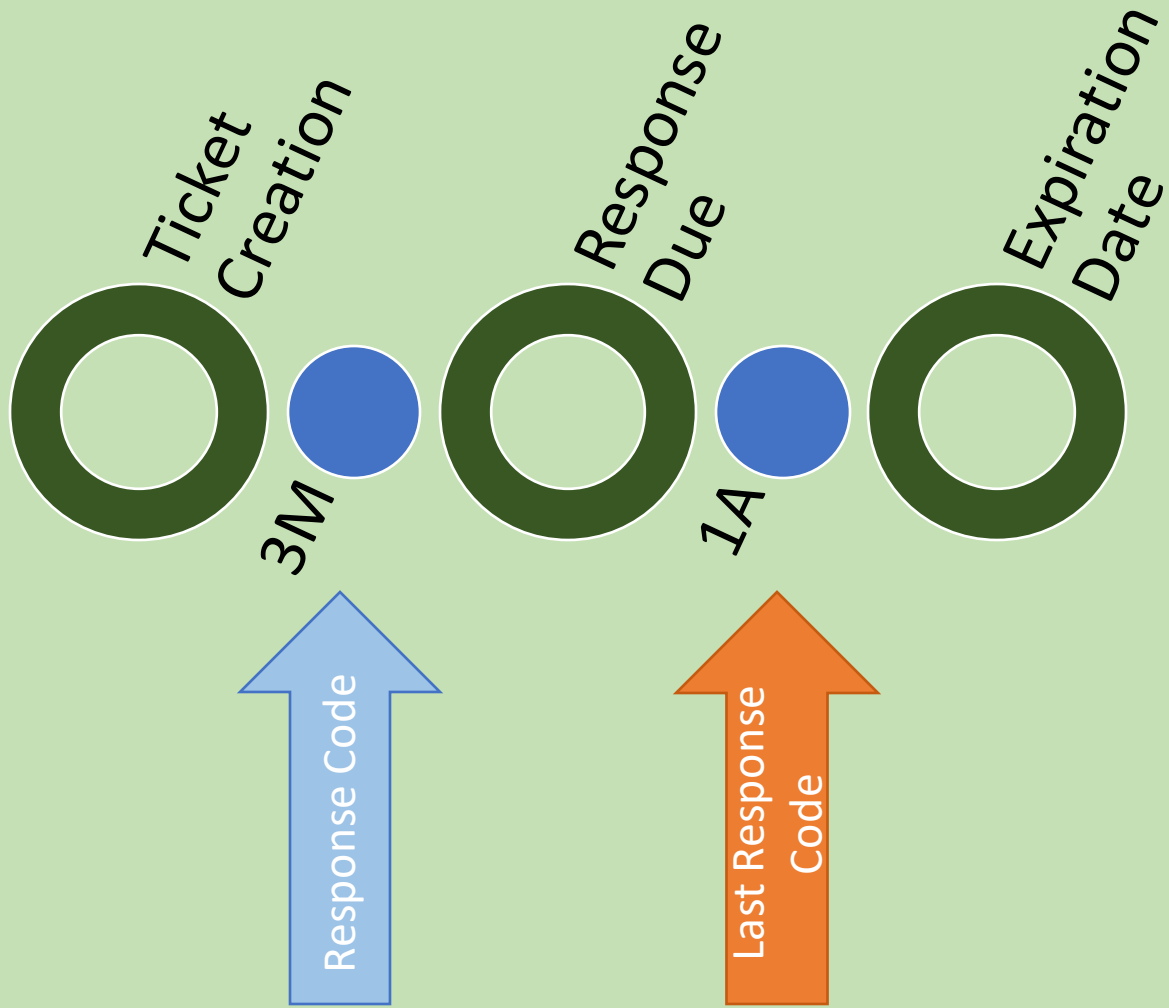 Ticket
Creation
Response
Due
Expiration
Date
3M
1A
Response Code
Last Response
Code